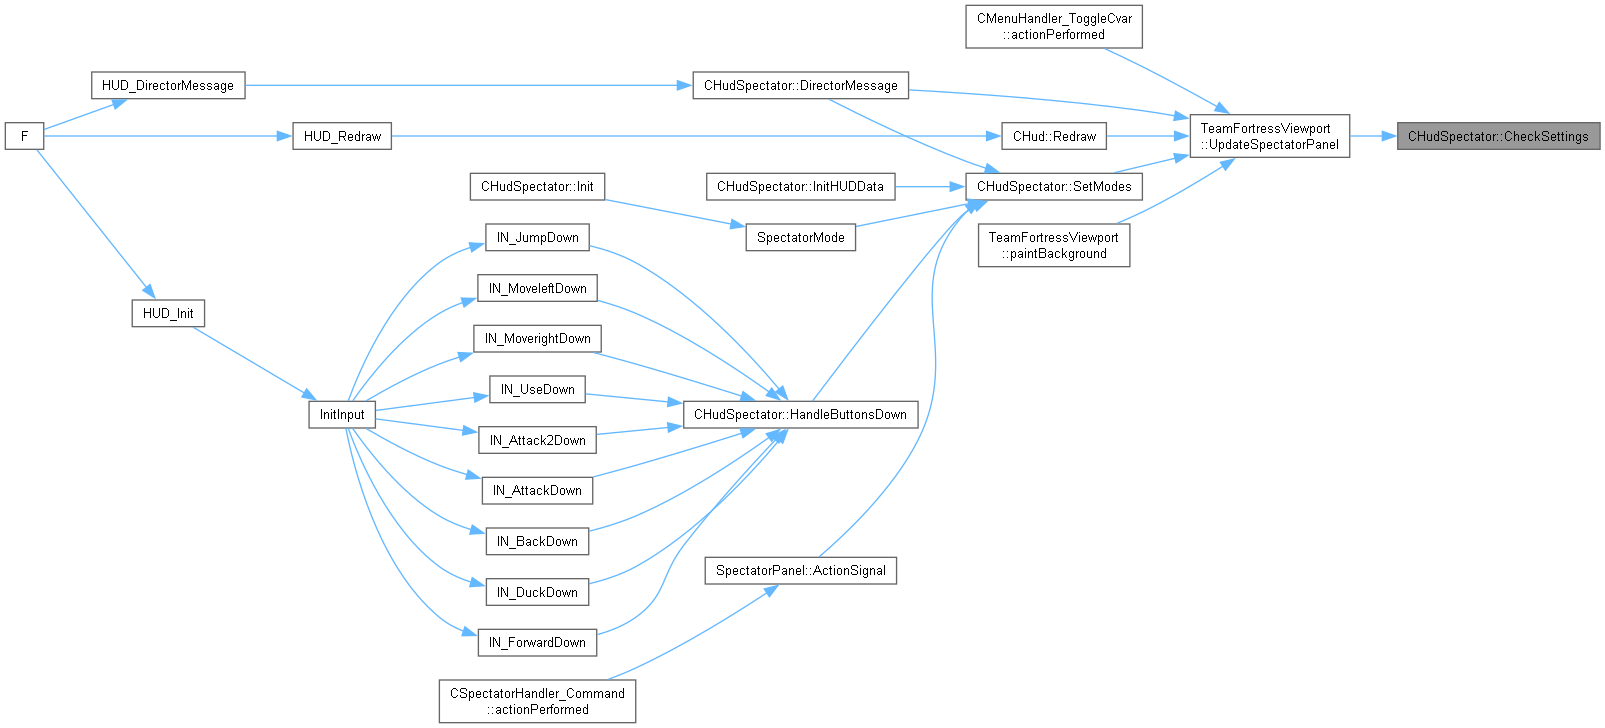 CMenuHandler_ToggleCvar
::actionPerformed
HUD_DirectorMessage
CHudSpectator::DirectorMessage
F
HUD_Redraw
CHud::Redraw
TeamFortressViewport
::UpdateSpectatorPanel
CHudSpectator::CheckSettings
CHudSpectator::Init
CHudSpectator::InitHUDData
CHudSpectator::SetModes
IN_JumpDown
SpectatorMode
TeamFortressViewport
::paintBackground
IN_MoveleftDown
HUD_Init
IN_MoverightDown
IN_UseDown
InitInput
CHudSpectator::HandleButtonsDown
IN_Attack2Down
IN_AttackDown
IN_BackDown
SpectatorPanel::ActionSignal
IN_DuckDown
IN_ForwardDown
CSpectatorHandler_Command
::actionPerformed